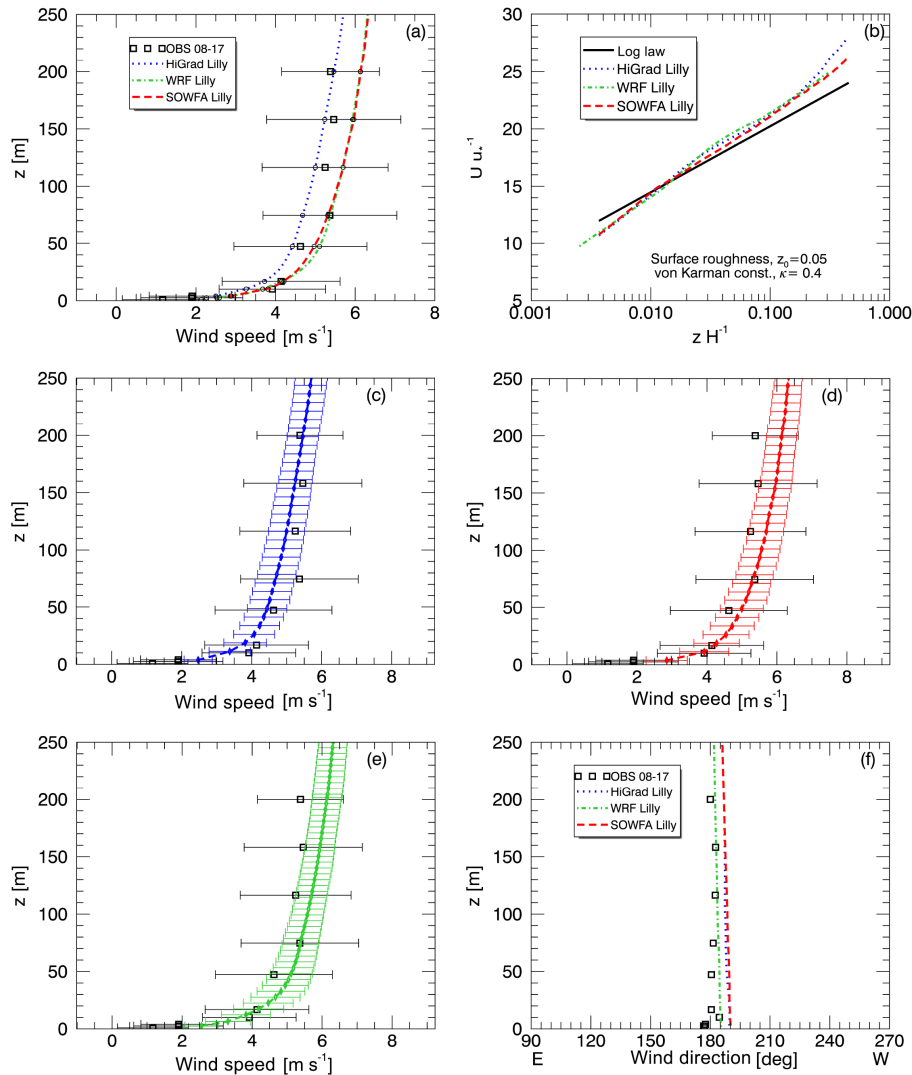 (a)
OBS 08-17
HiGrad Lilly
WRF Lilly
SOWFA Lilly
250
200
150
100
50
0
z [m]
0 2 4 6 8
Wind speed [m s⁻¹]
(b)
Log law
HiGrad Lilly
WRF Lilly
SOWFA Lilly
30
25
20
15
10
5
U u*⁻¹
Surface roughness, z₀=0.05
von Karman const., κ= 0.4
0.001 0.010 0.100 1.000
z H⁻¹
(c)
250
200
150
100
50
0
z [m]
0 2 4 6 8
Wind speed [m s⁻¹]
(d)
250
200
150
100
50
0
z [m]
0 2 4 6 8
Wind speed [m s⁻¹]
(e)
250
200
150
100
50
0
z [m]
0 2 4 6 8
Wind speed [m s⁻¹]
(f)
OBS 08-17
HiGrad Lilly
WRF Lilly
SOWFA Lilly
250
200
150
100
50
0
z [m]
90 120 150 180 210 240 270
E Wind direction [deg] W